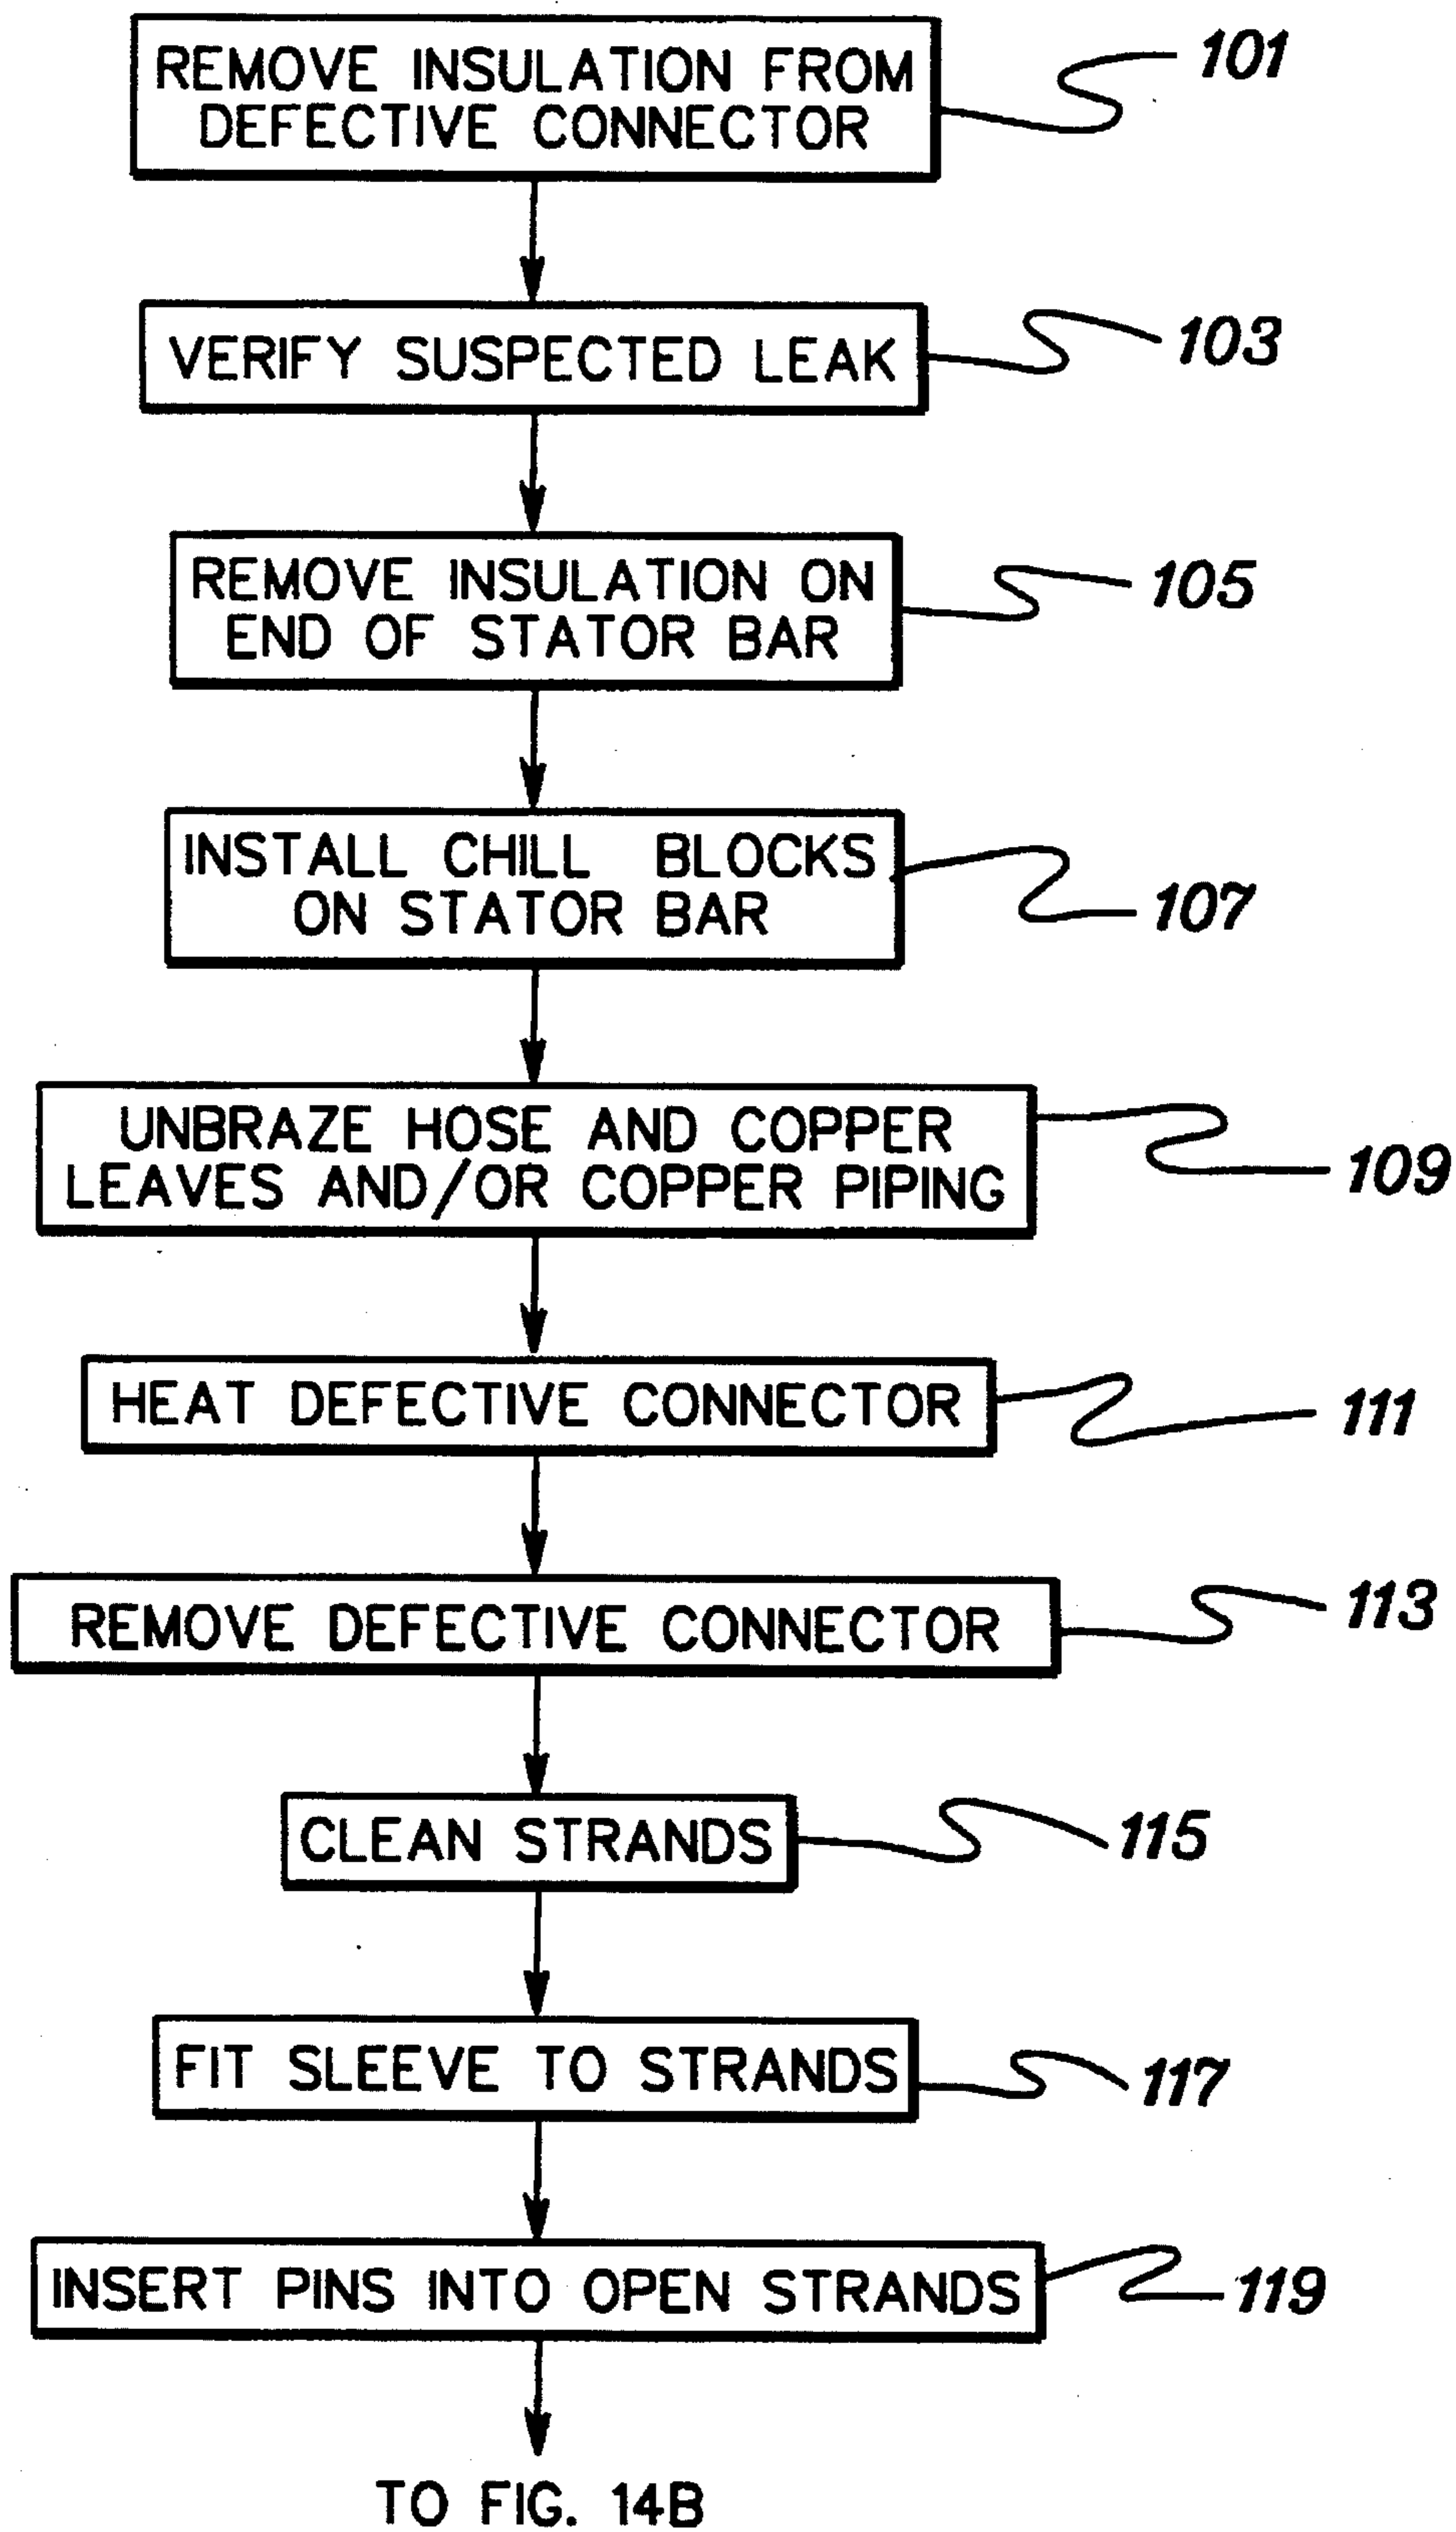 REMOVE INSULATION FROM
DEFECTIVE CONNECTOR
101
VERIFY SUSPECTED LEAK
103
REMOVE INSULATION ON
END OF STATOR BAR
105
INSTALL CHILL BLOCKS
ON STATOR BAR
107
UNBRAZE HOSE AND COPPER
LEAVES AND/OR COPPER PIPING
109
HEAT DEFECTIVE CONNECTOR
111
REMOVE DEFECTIVE CONNECTOR
113
CLEAN STRANDS
115
FIT SLEEVE TO STRANDS
117
INSERT PINS INTO OPEN STRANDS
119
TO FIG. 14B